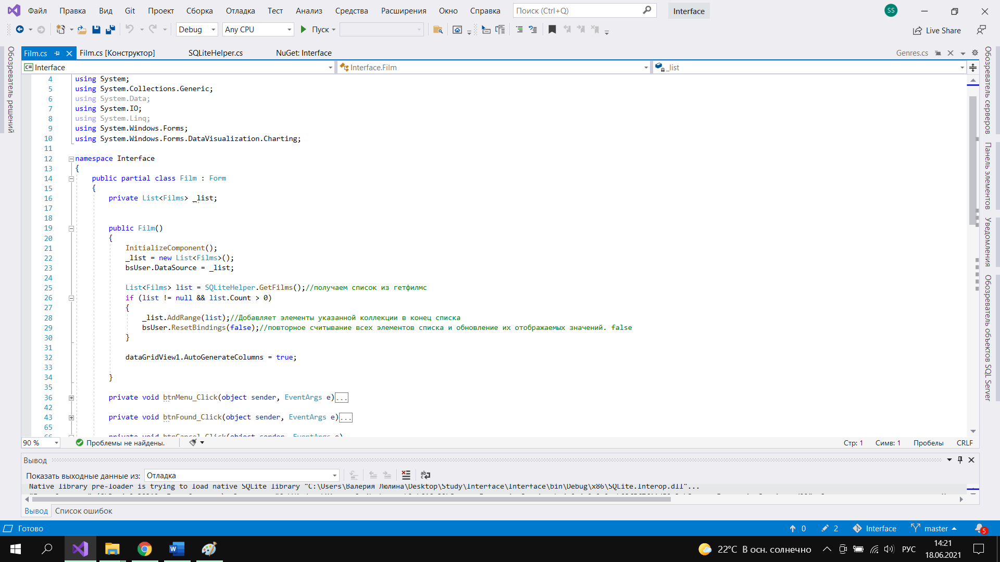 Файл Правка Вид Git Проект Сборка Отладка Тест Анализ Средства Расширения Окно Справка Поиск (Ctrl+Q) Interface SS
Debug Any CPU Пуск Live Share
Film.cs Film.cs [Конструктор] SQLiteHelper.cs NuGet: Interface Genres.cs
C# Interface Interface.Film _list
Обозреватель решений
4 using System;
5 using System.Collections.Generic;
6 using System.Data;
7 using System.IO;
8 using System.Linq;
9 using System.Windows.Forms;
10 using System.Windows.Forms.DataVisualization.Charting;
11
12 namespace Interface
13 {
14 public partial class Film : Form
15 {
16 private List<Films> _list;
17
18
19 public Film()
20 {
21 InitializeComponent();
22 _list = new List<Films>();
23 bsUser.DataSource = _list;
24
25 List<Films> list = SQLiteHelper.GetFilms();//получаем список из гетфилмс
26 if (list != null && list.Count > 0)
27 {
28 _list.AddRange(list);//Добавляет элементы указанной коллекции в конец списка
29 bsUser.ResetBindings(false);//повторное считывание всех элементов списка и обновление их отображаемых значений. false
30 }
31
32 dataGridView1.AutoGenerateColumns = true;
33
34 }
35
36 private void btnMenu_Click(object sender, EventArgs e)...
42
43 private void btnFound_Click(object sender, EventArgs e)...
65
66 private void btnCancel_Click(object sender, EventArgs e)
Обозреватель серверов
Панель элементов
Уведомления
Обозреватель объектов SQL Server
90 % Проблемы не найдены. Стр: 1 Симв: 1 Пробелы CRLF
Вывод
Показать выходные данные из: Отладка
Native library pre-loader is trying to load native SQLite library "C:\Users\Валерия Люлина\Desktop\Study\Interface\Interface\bin\Debug\x86\SQLite.Interop.dll"...
Вывод Список ошибок
Готово 0 2 Interface master 5
22°C В осн. солнечно РУС 14:21
18.06.2021